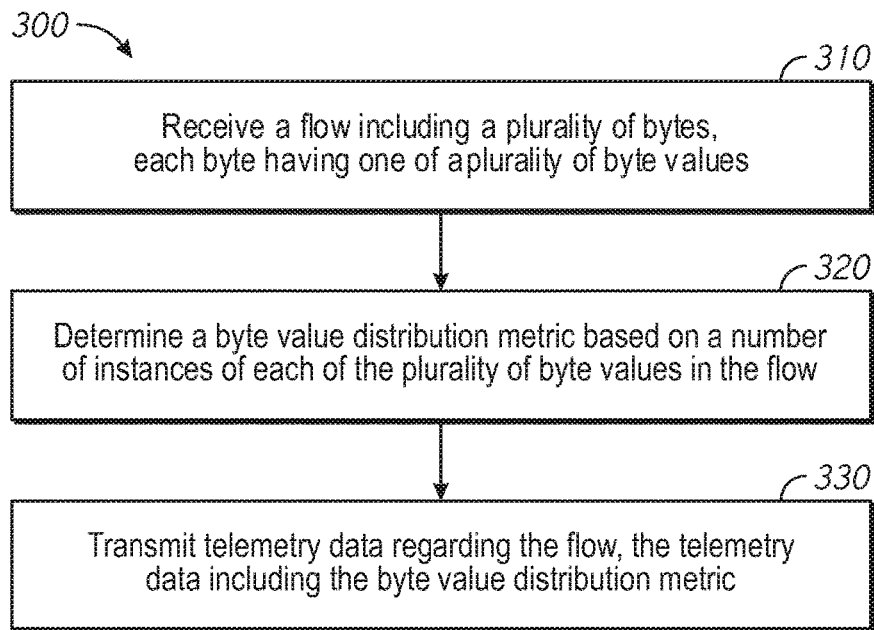 300
310
Receive a flow including a plurality of bytes,
each byte having one of aplurality of byte values
320
Determine a byte value distribution metric based on a number
of instances of each of the plurality of byte values in the flow
330
Transmit telemetry data regarding the flow, the telemetry
data including the byte value distribution metric